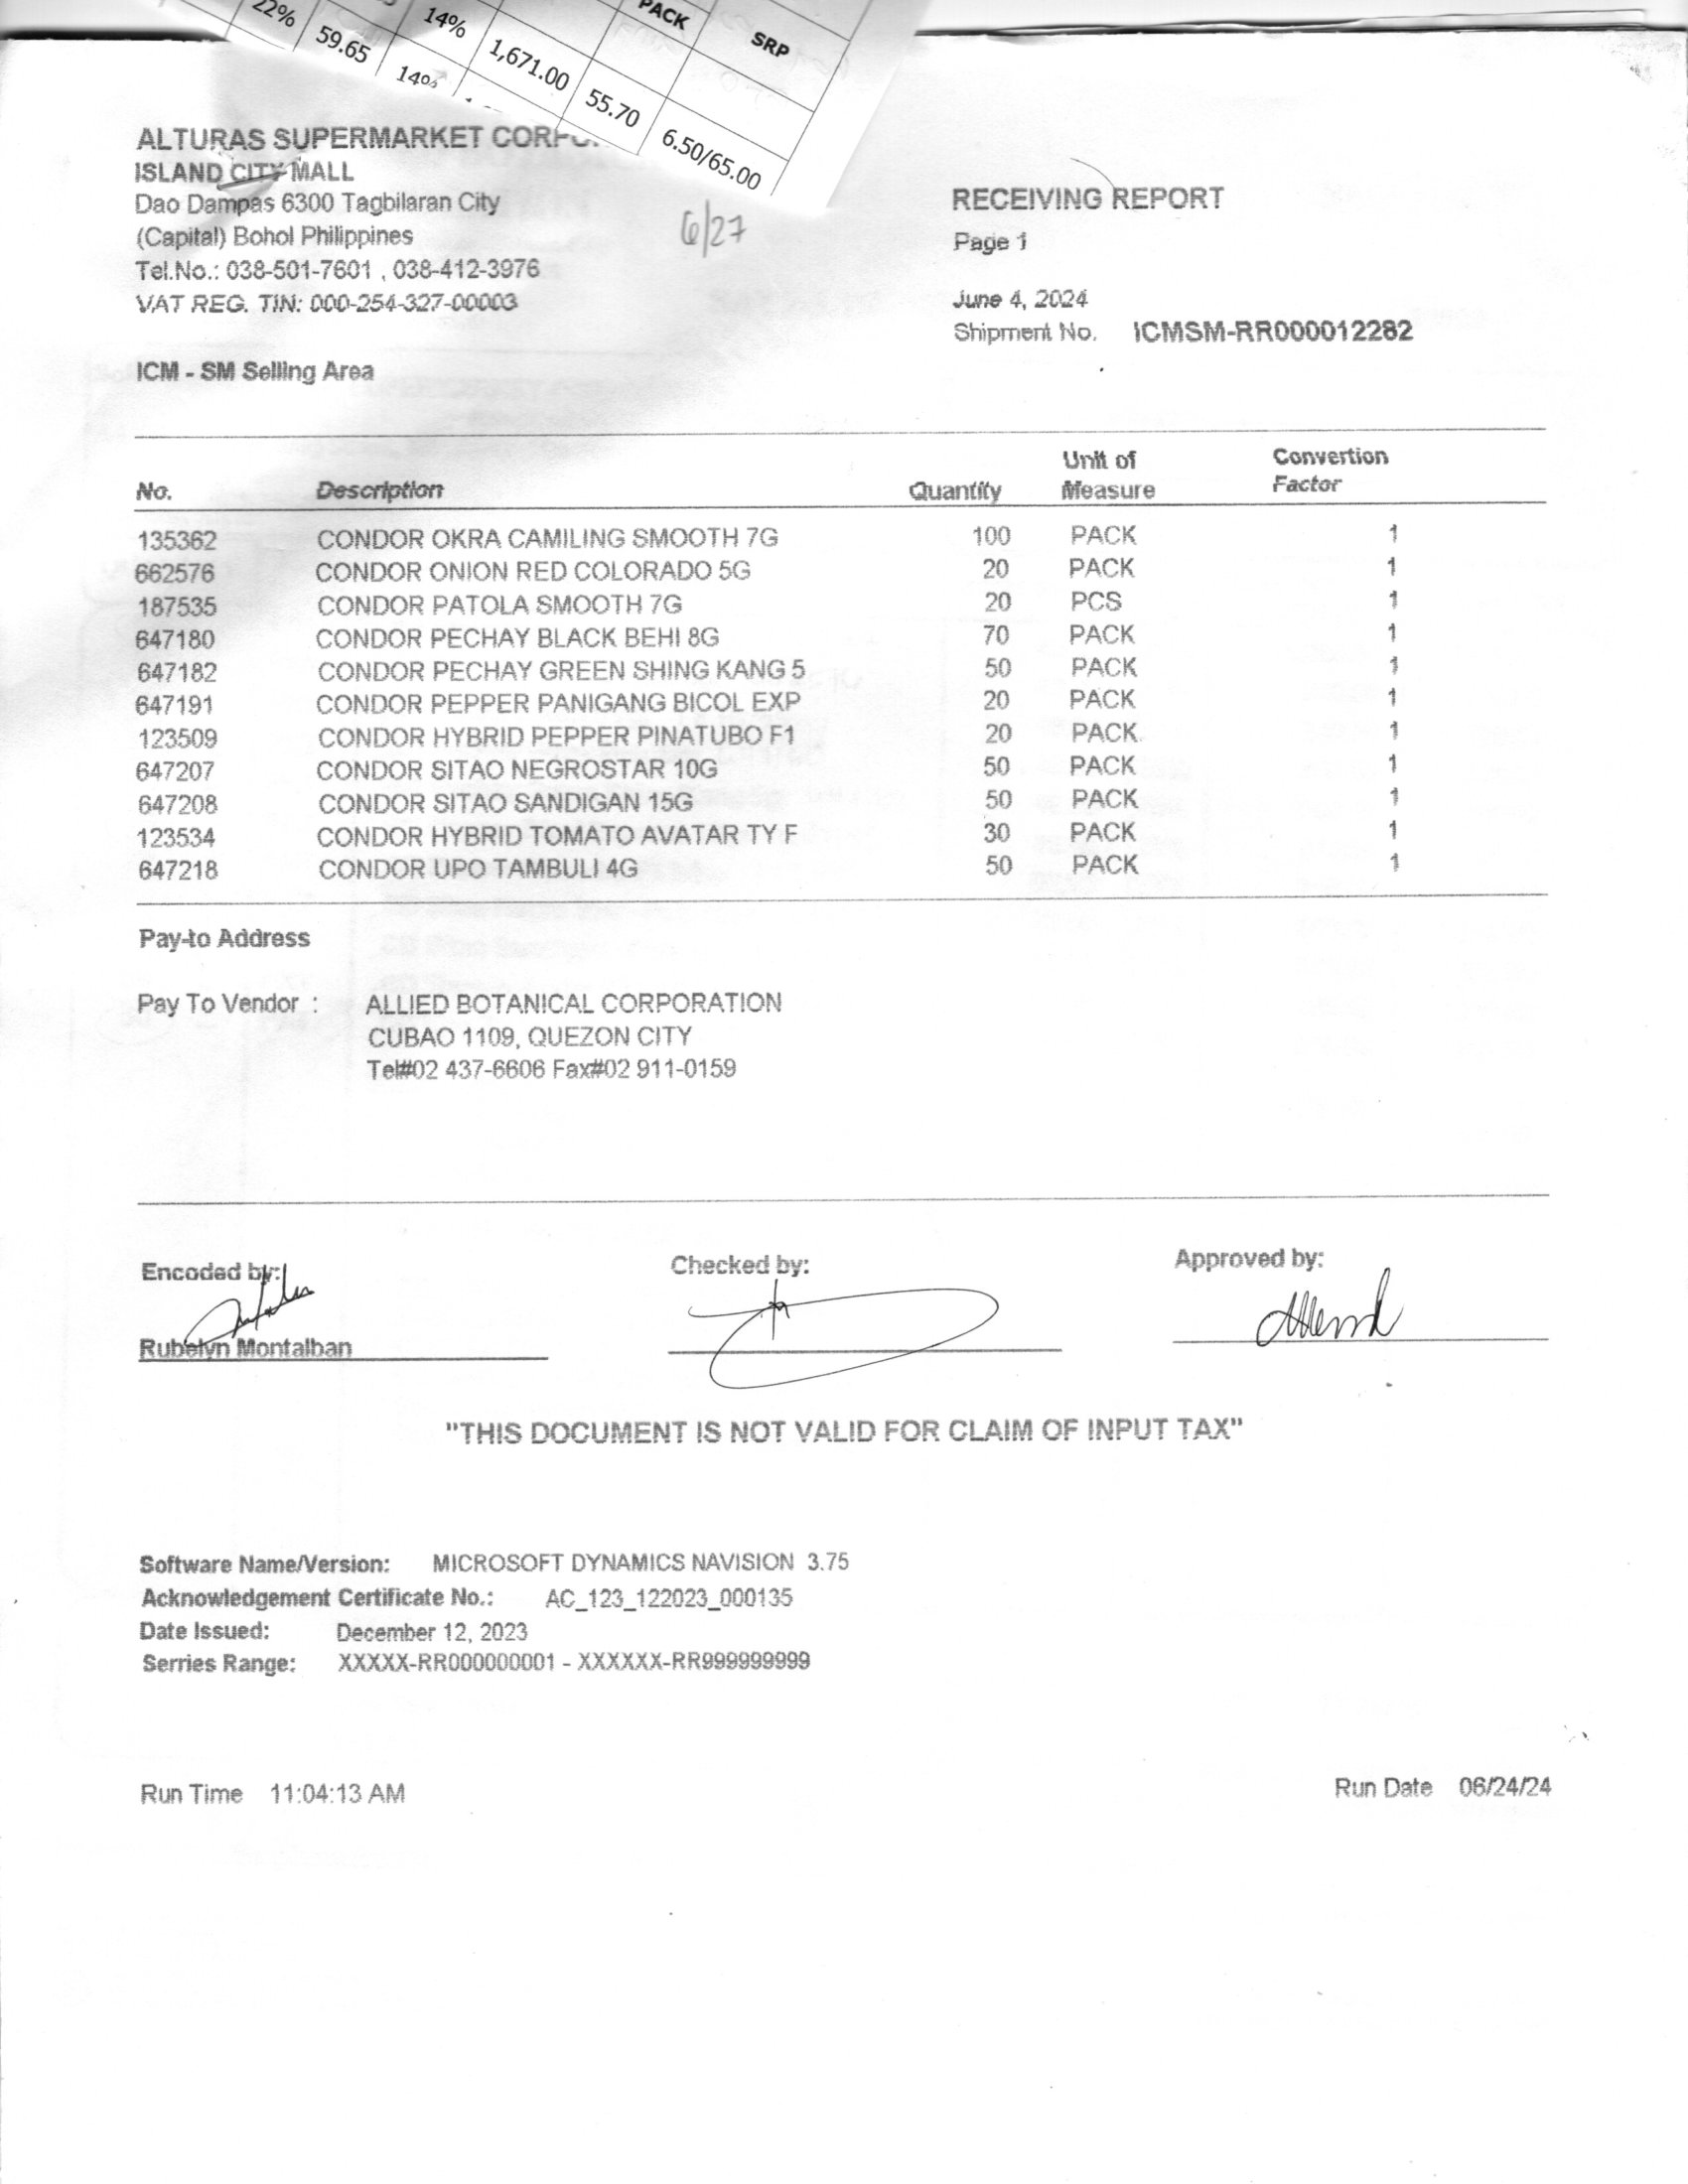 22% 59.65 14% 1,671.00 PACK SRP
14% 55.70 6.50/65.00
ALTURAS SUPERMARKET
ISLAND CITY MALL
Dao Dampas 6300 Tagbilaran City
(Capital) Bohol Philippines
Tel.No.: 038-501-7601 , 038-412-3976
VAT REG. TIN: 000-254-327-00003
6/27
RECEIVING REPORT
Page 1
June 4, 2024
Shipment No. ICMSM-RR000012282
ICM - SM Selling Area
No. Description Quantity Unit of Measure Convertion Factor
135362 CONDOR OKRA CAMILING SMOOTH 7G 100 PACK 1
662576 CONDOR ONION RED COLORADO 5G 20 PACK 1
187535 CONDOR PATOLA SMOOTH 7G 20 PCS 1
647180 CONDOR PECHAY BLACK BEHI 8G 70 PACK 1
647182 CONDOR PECHAY GREEN SHING KANG 5 50 PACK 1
647191 CONDOR PEPPER PANIGANG BICOL EXP 20 PACK 1
123509 CONDOR HYBRID PEPPER PINATUBO F1 20 PACK 1
647207 CONDOR SITAO NEGROSTAR 10G 50 PACK 1
647208 CONDOR SITAO SANDIGAN 15G 50 PACK 1
123534 CONDOR HYBRID TOMATO AVATAR TY F 30 PACK 1
647218 CONDOR UPO TAMBULI 4G 50 PACK 1
Pay-to Address
Pay To Vendor : ALLIED BOTANICAL CORPORATION
CUBAO 1109, QUEZON CITY
Tel#02 437-6606 Fax#02 911-0159
Encoded by: Checked by: Approved by:
Rubelyn Montalban
"THIS DOCUMENT IS NOT VALID FOR CLAIM OF INPUT TAX"
Software Name/Version: MICROSOFT DYNAMICS NAVISION 3.75
Acknowledgement Certificate No.: AC_123_122023_000135
Date Issued: December 12, 2023
Serries Range: XXXXX-RR000000001 - XXXXXX-RR999999999
Run Time 11:04:13 AM Run Date 06/24/24